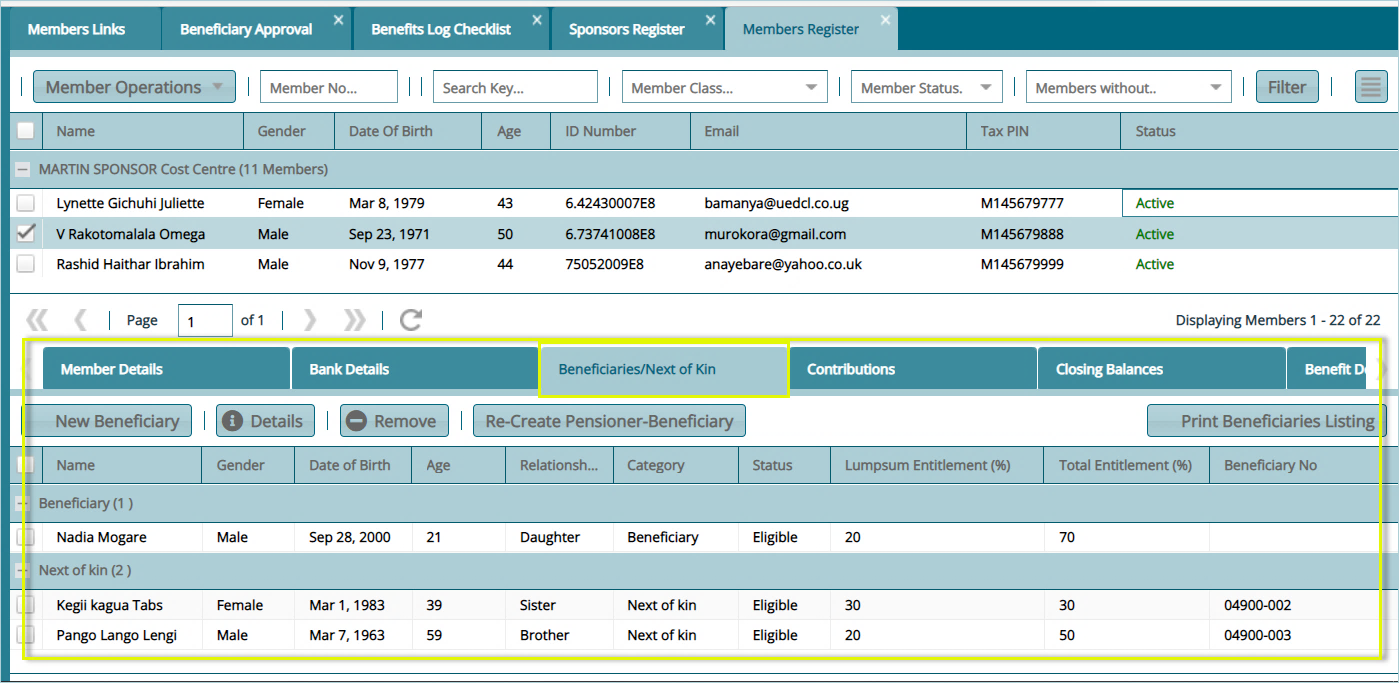 Members Links Beneficiary Approval Benefits Log Checklist Sponsors Register Members Register
Member Operations Member No... Search Key... Member Class... Member Status. Members without.. Filter
Name Gender Date Of Birth Age ID Number Email Tax PIN Status
MARTIN SPONSOR Cost Centre (11 Members)
Lynette Gichuhi Juliette Female Mar 8, 1979 43 6.42430007E8 bamanya@uedcl.co.ug M145679777 Active
V Rakotomalala Omega Male Sep 23, 1971 50 6.73741008E8 murokora@gmail.com M145679888 Active
Rashid Haithar Ibrahim Male Nov 9, 1977 44 75052009E8 anayebare@yahoo.co.uk M145679999 Active
Page 1 of 1 Displaying Members 1 - 22 of 22
Member Details Bank Details Beneficiaries/Next of Kin Contributions Closing Balances Benefit De
New Beneficiary Details Remove Re-Create Pensioner-Beneficiary Print Beneficiaries Listing
Name Gender Date of Birth Age Relationsh... Category Status Lumpsum Entitlement (%) Total Entitlement (%) Beneficiary No
Beneficiary (1 )
Nadia Mogare Male Sep 28, 2000 21 Daughter Beneficiary Eligible 20 70
Next of kin (2 )
Kegii kagua Tabs Female Mar 1, 1983 39 Sister Next of kin Eligible 30 30 04900-002
Pango Lango Lengi Male Mar 7, 1963 59 Brother Next of kin Eligible 20 50 04900-003